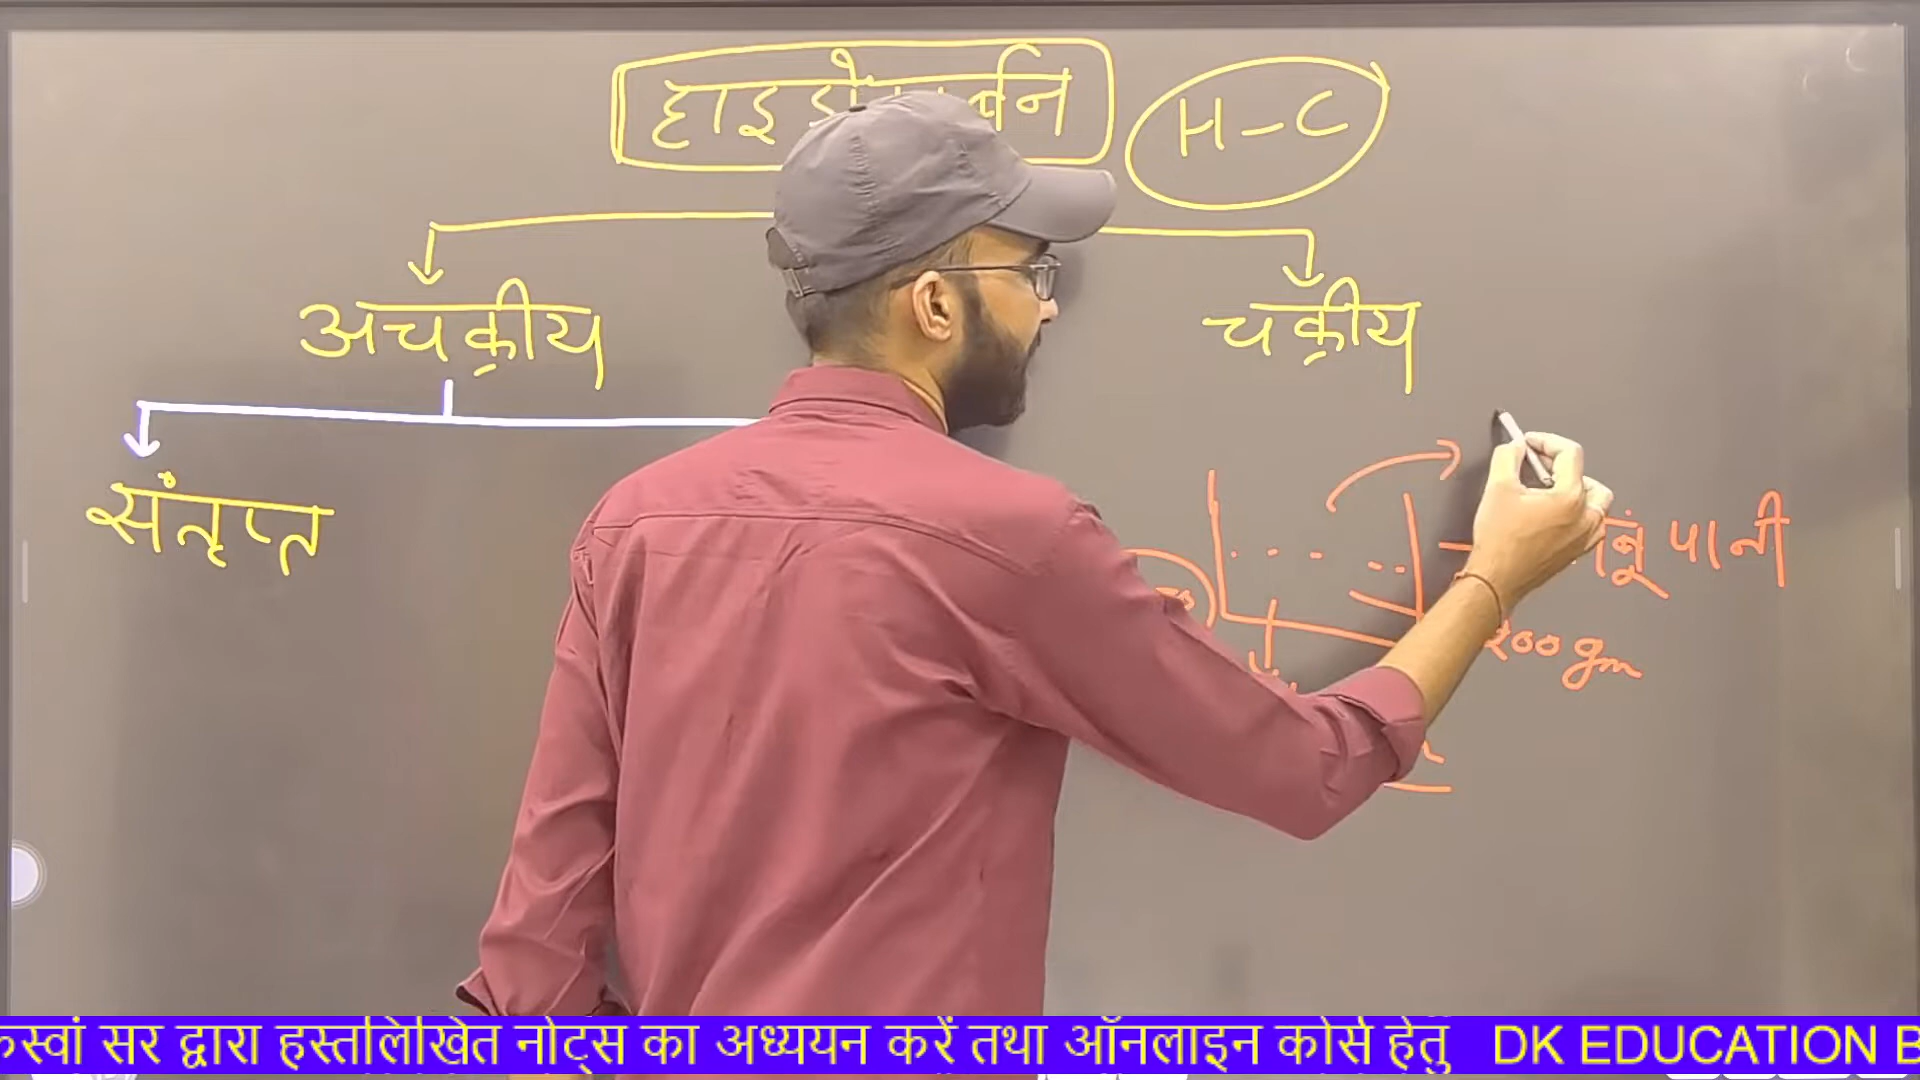 H-C
अचक्रीय
चक्रीय
संतृप्त
पानी
200 gm
स्वां सर द्वारा हस्तलिखित नोट्स का अध्ययन करें तथा ऑनलाइन कोर्स हेतु DK EDUCATION B